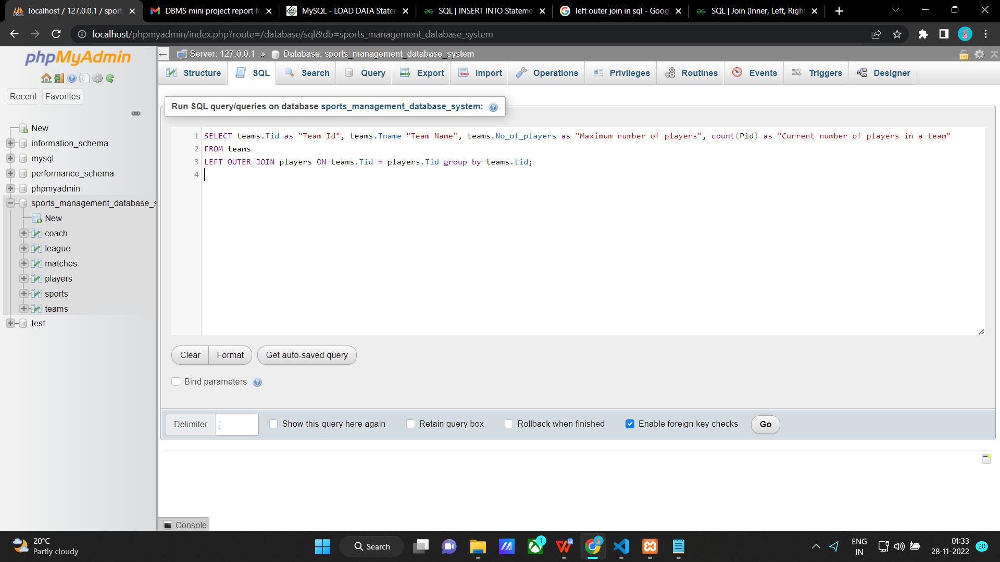 localhost / 127.0.0.1 / sport
DBMS mini project report fo
MySQL - LOAD DATA Statem
SQL | INSERT INTO Stateme
left outer join in sql - Goog
SQL | Join (Inner, Left, Right
localhost/phpmyadmin/index.php?route=/database/sql&db=sports_management_database_system
phpMyAdmin
Server: 127.0.0.1 » Database: sports_management_database_system
Structure SQL Search Query Export Import Operations Privileges Routines Events Triggers Designer
Recent Favorites
New
information_schema
mysql
performance_schema
phpmyadmin
sports_management_database_s
New
coach
league
matches
players
sports
teams
test
Run SQL query/queries on database sports_management_database_system:
1 SELECT teams.Tid as "Team Id", teams.Tname "Team Name", teams.No_of_players as "Maximum number of players", count(Pid) as "Current number of players in a team"
2 FROM teams
3 LEFT OUTER JOIN players ON teams.Tid = players.Tid group by teams.tid;
4
Clear Format Get auto-saved query
Bind parameters
Delimiter ; Show this query here again Retain query box Rollback when finished Enable foreign key checks Go
Console
20°C
Partly cloudy
Search
1
ENG
IN
01:33
28-11-2022
20